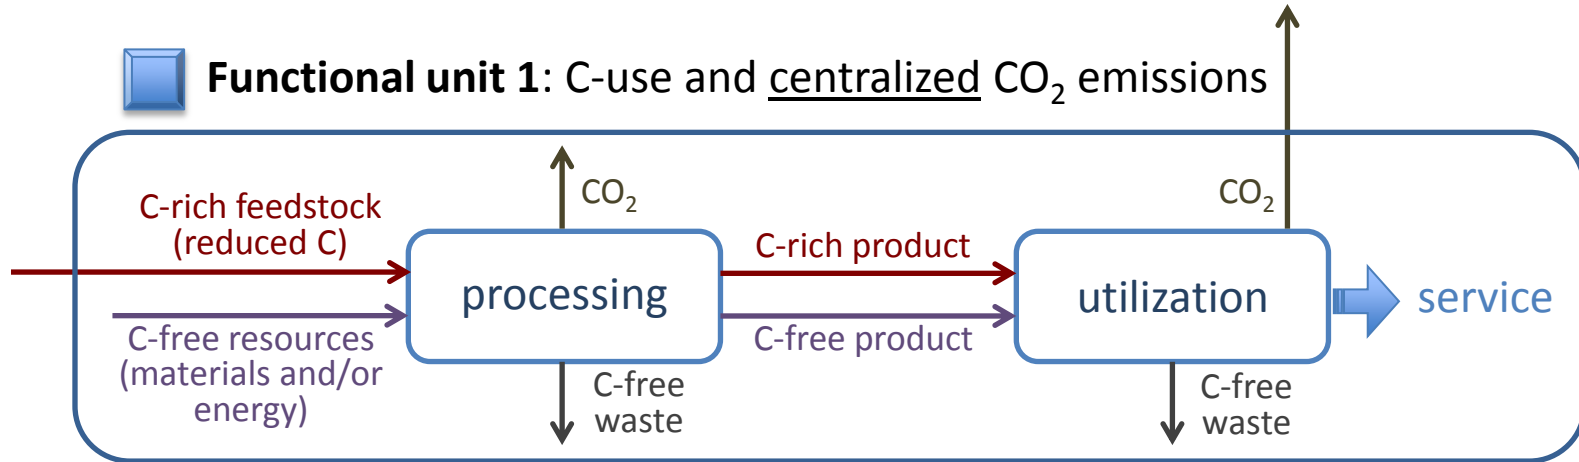 Functional unit 1: C-use and centralized CO₂ emissions
C-rich feedstock
(reduced C)
CO₂
CO₂
C-rich product
processing
utilization
service
C-free resources
(materials and/or
energy)
C-free product
C-free
waste
C-free
waste